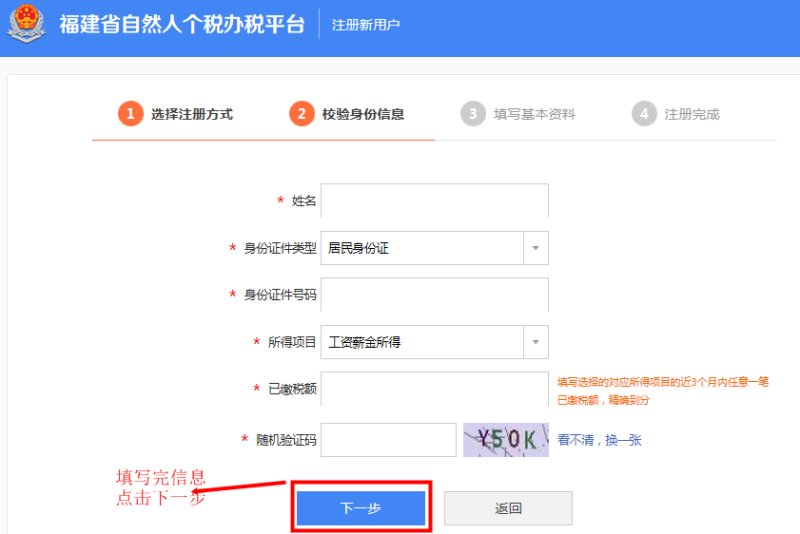 福建省自然人个税办税平台 注册新用户
1 选择注册方式 2 校验身份信息 3 填写基本资料 4 注册完成
* 姓名
* 身份证件类型 居民身份证
* 身份证件号码
* 所得项目 工资薪金所得
* 已缴税额 填写选择的对应所得项目的近3个月内任意一笔
已缴税额，精确到分
* 随机验证码 Y50K 看不清，换一张
填写完信息
点击下一步
下一步 返回